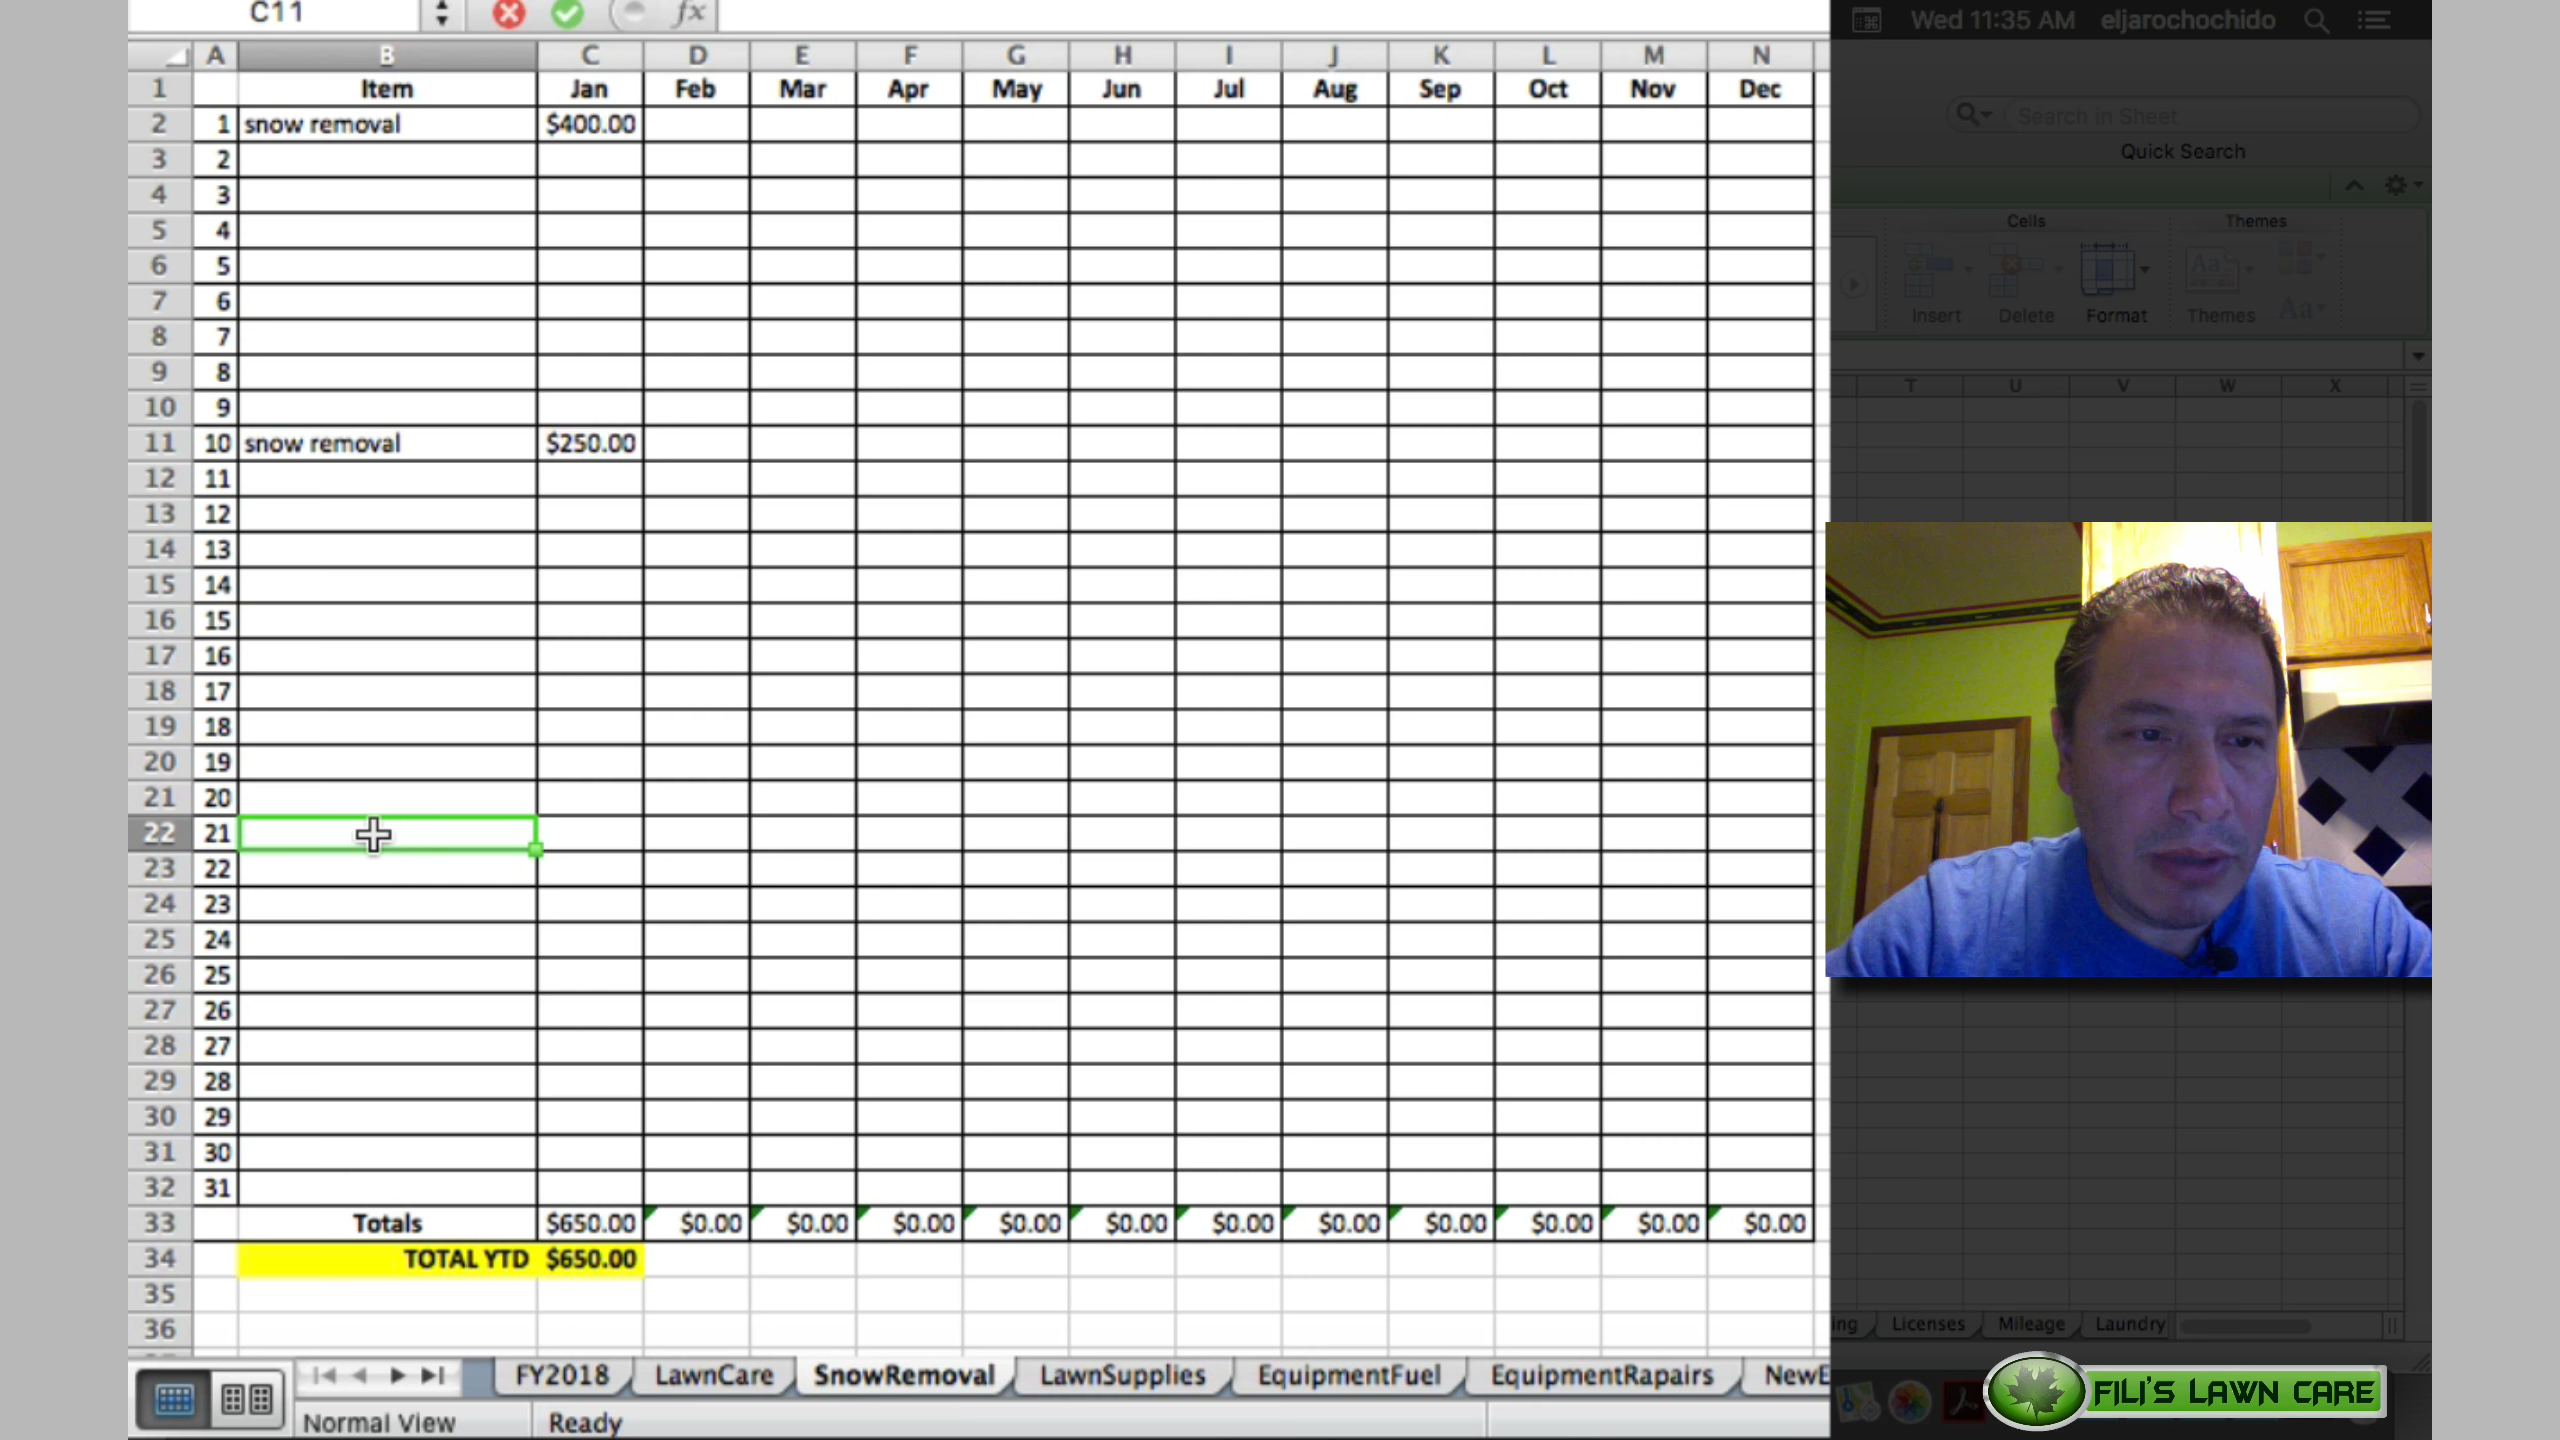 C11 fx
Wed 11:35 AM eljarochochido
Search in Sheet
Quick Search
Cells Themes
Insert Delete Format Themes Aa
T U V W X
A B C D E F G H I J K L M N
1 Item Jan Feb Mar Apr May Jun Jul Aug Sep Oct Nov Dec
2 1 snow removal $400.00
3 2
4 3
5 4
6 5
7 6
8 7
9 8
10 9
11 10 snow removal $250.00
12 11
13 12
14 13
15 14
16 15
17 16
18 17
19 18
20 19
21 20
22 21
23 22
24 23
25 24
26 25
27 26
28 27
29 28
30 29
31 30
32 31
33 Totals $650.00 $0.00 $0.00 $0.00 $0.00 $0.00 $0.00 $0.00 $0.00 $0.00 $0.00 $0.00
34 TOTAL YTD $650.00
35
36
FY2018 LawnCare SnowRemoval LawnSupplies EquipmentFuel EquipmentRapairs NewE
ing Licenses Mileage Laundry
Normal View Ready
FILI'S LAWN CARE